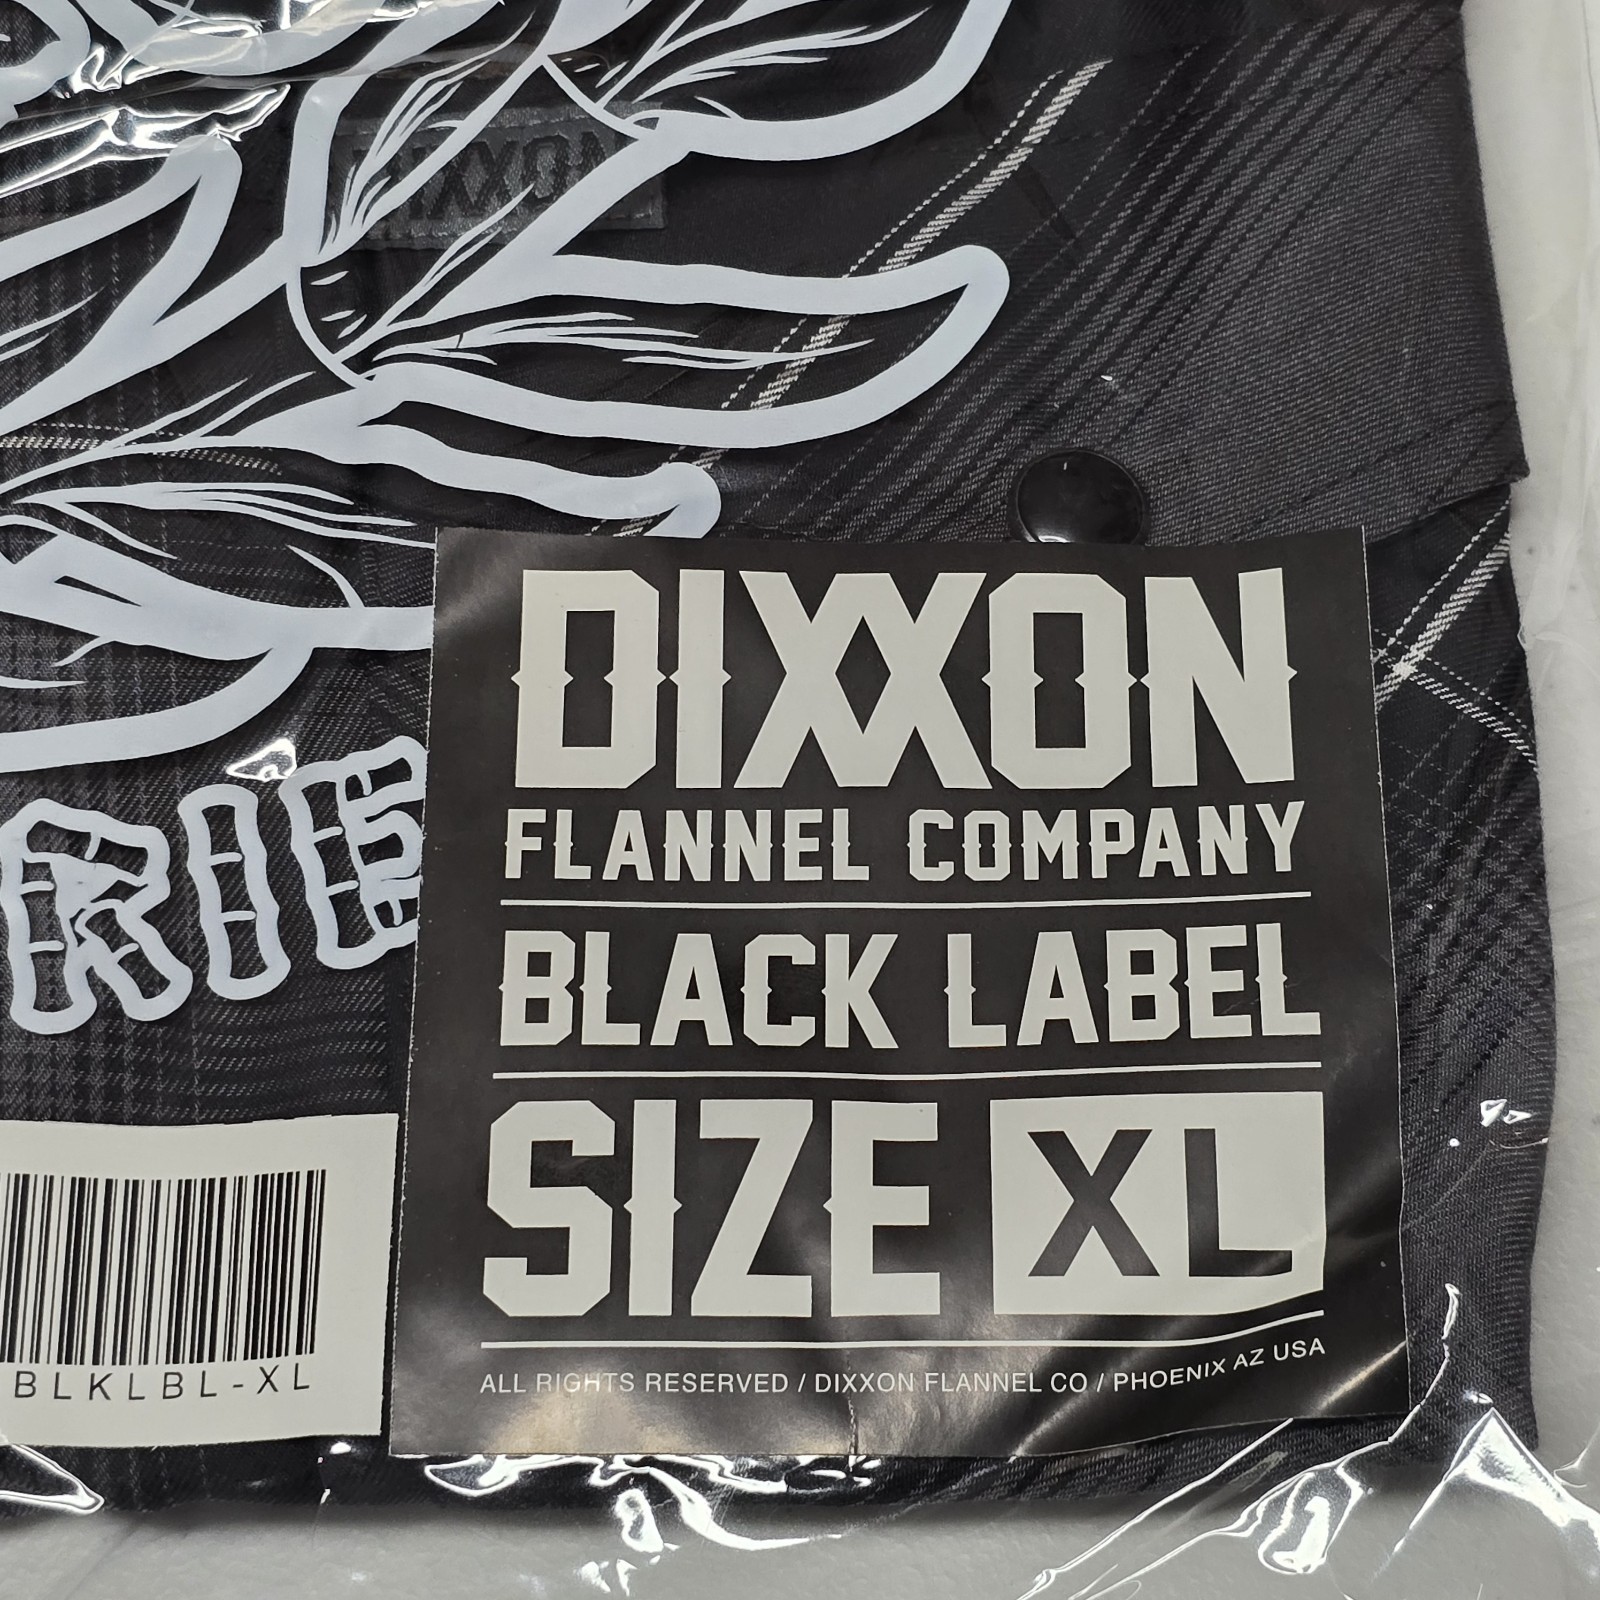 DIXXON
FLANNEL COMPANY
BLACK LABEL
SIZE XL
ALL RIGHTS RESERVED / DIXXON FLANNEL CO / PHOENIX AZ USA
BLKLBL-XL